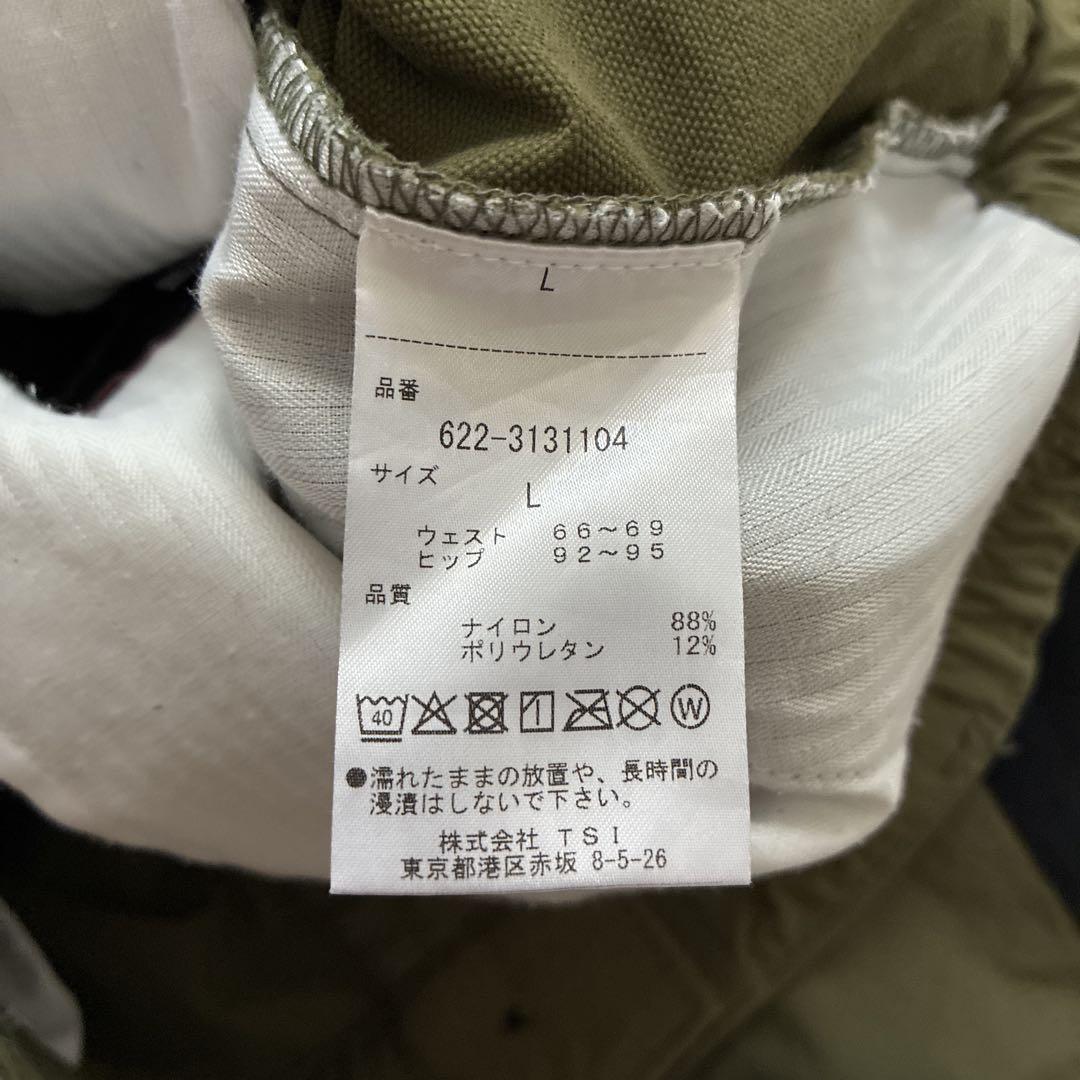 L
品番
622-3131104
サイズ
L
ウェスト 66〜69
ヒップ 92〜95
品質
ナイロン 88%
ポリウレタン 12%
40 W
●濡れたままの放置や、長時間の
浸漬はしないで下さい。
株式会社 TSI
東京都港区赤坂 8-5-26